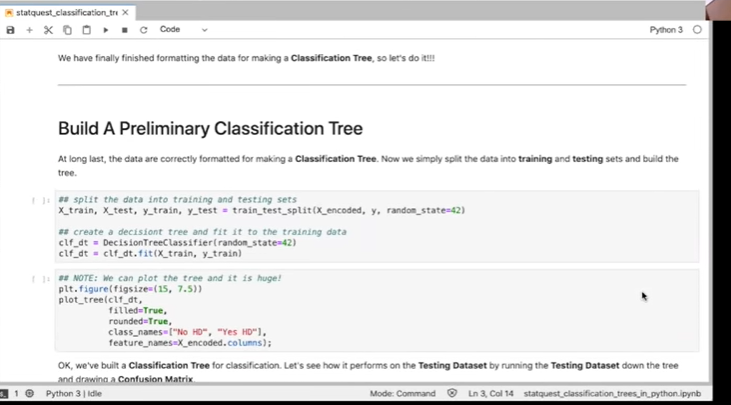 statquest_classification_tre
Code
Python 3
We have finally finished formatting the data for making a Classification Tree, so let's do it!!!
Build A Preliminary Classification Tree
At long last, the data are correctly formatted for making a Classification Tree. Now we simply split the data into training and testing sets and build the
tree.
[ ]: ## split the data into training and testing sets
X_train, X_test, y_train, y_test = train_test_split(X_encoded, y, random_state=42)
## create a decisiont tree and fit it to the training data
clf_dt = DecisionTreeClassifier(random_state=42)
clf_dt = clf_dt.fit(X_train, y_train)
[ ]: ## NOTE: We can plot the tree and it is huge!
plt.figure(figsize=(15, 7.5))
plot_tree(clf_dt,
filled=True,
rounded=True,
class_names=["No HD", "Yes HD"],
feature_names=X_encoded.columns);
OK, we've built a Classification Tree for classification. Let's see how it performs on the Testing Dataset by running the Testing Dataset down the tree
and drawing a Confusion Matrix.
1 Python 3 | Idle Mode: Command Ln 3, Col 14 statquest_classification_trees_in_python.ipynb